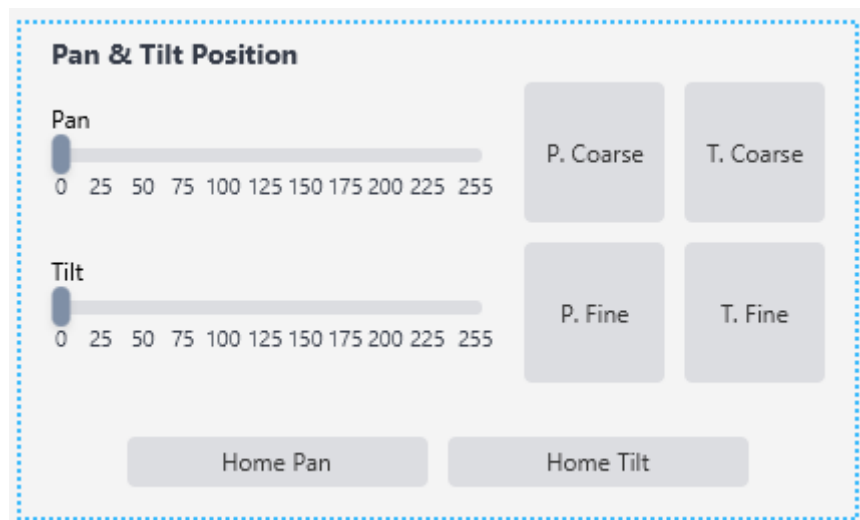 Pan & Tilt Position
Pan
0 25 50 75 100 125 150 175 200 225 255
Tilt
0 25 50 75 100 125 150 175 200 225 255
P. Coarse
T. Coarse
P. Fine
T. Fine
Home Pan
Home Tilt